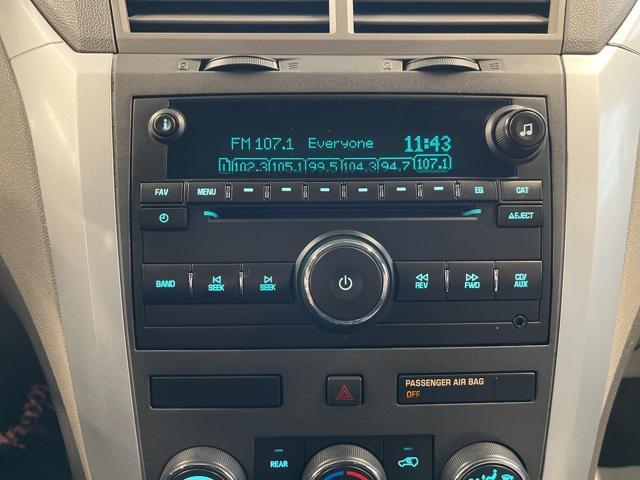 FM 107.1 Everyone 11:43
102.3 105.1 99.5 104.3 94.7 107.1
FAV MENU EQ CAT
EJECT
BAND SEEK SEEK REV FWD CD/AUX
PASSENGER AIR BAG
OFF
REAR